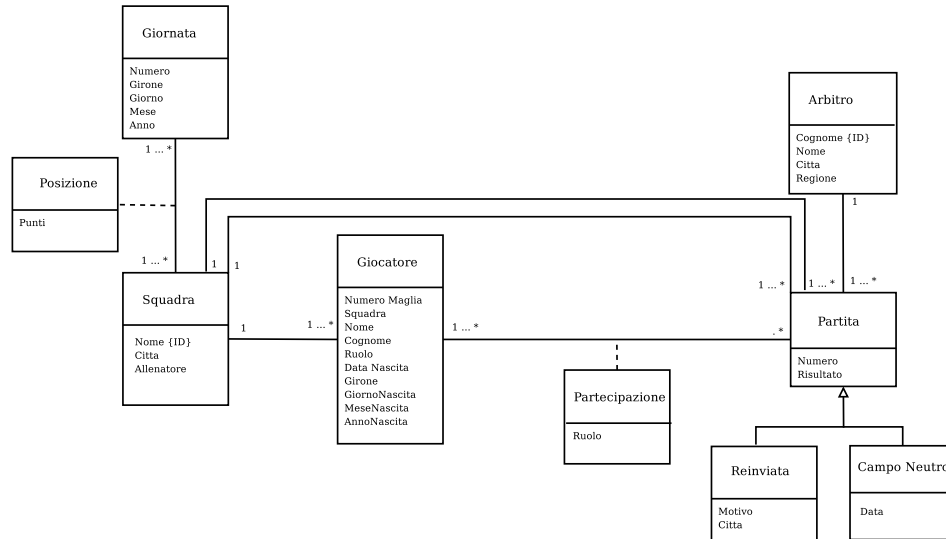 Giornata
Numero
Girone
Giorno
Mese
Anno
1 ... *
Posizione
Punti
1 ... *
1
1
Squadra
Nome {ID}
Citta
Allenatore
1
1 ... *
Giocatore
Numero Maglia
Squadra
Nome
Cognome
Ruolo
Data Nascita
Girone
GiornoNascita
MeseNascita
AnnoNascita
1 ... *
. *
Partecipazione
Ruolo
Arbitro
Cognome {ID}
Nome
Citta
Regione
1
1 ... *
1 ... *
1 ... *
Partita
Numero
Risultato
Reinviata
Motivo
Citta
Campo Neutro
Data